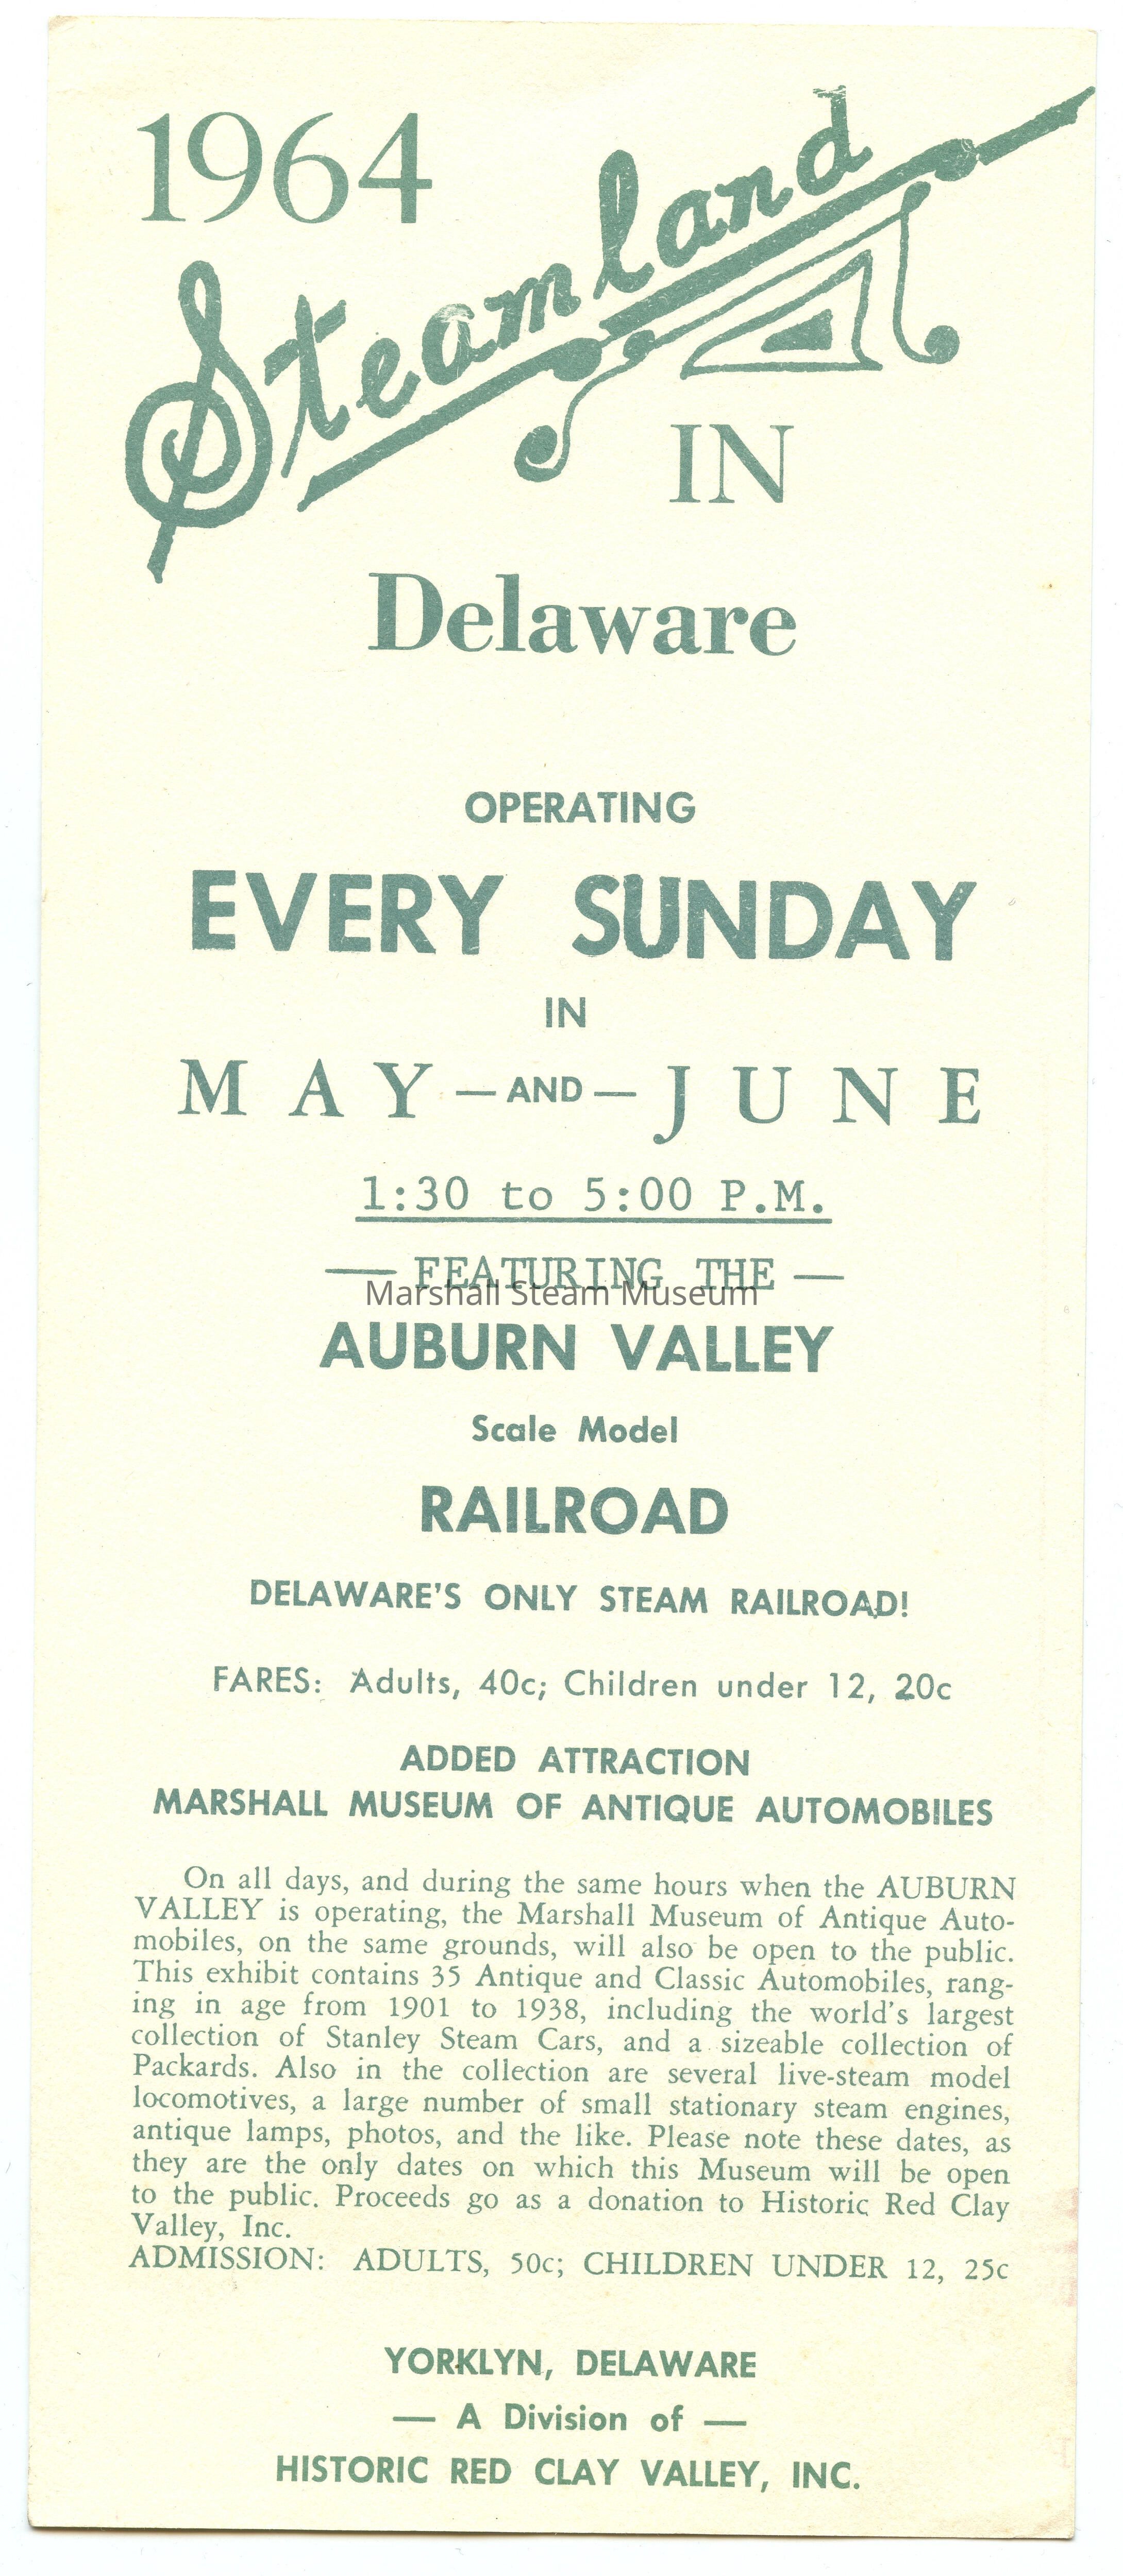 1964
Steamland
IN
Delaware
OPERATING
EVERY SUNDAY
IN
MAY — AND — JUNE
1:30 to 5:00 P.M.
— FEATURING THE —
Marshall Steam Museum
AUBURN VALLEY
Scale Model
RAILROAD
DELAWARE'S ONLY STEAM RAILROAD!
FARES: Adults, 40c; Children under 12, 20c
ADDED ATTRACTION
MARSHALL MUSEUM OF ANTIQUE AUTOMOBILES
On all days, and during the same hours when the AUBURN
VALLEY is operating, the Marshall Museum of Antique Auto-
mobiles, on the same grounds, will also be open to the public.
This exhibit contains 35 Antique and Classic Automobiles, rang-
ing in age from 1901 to 1938, including the world's largest
collection of Stanley Steam Cars, and a sizeable collection of
Packards. Also in the collection are several live-steam model
locomotives, a large number of small stationary steam engines,
antique lamps, photos, and the like. Please note these dates, as
they are the only dates on which this Museum will be open
to the public. Proceeds go as a donation to Historic Red Clay
Valley, Inc.
ADMISSION: ADULTS, 50c; CHILDREN UNDER 12, 25c
YORKLYN, DELAWARE
— A Division of —
HISTORIC RED CLAY VALLEY, INC.